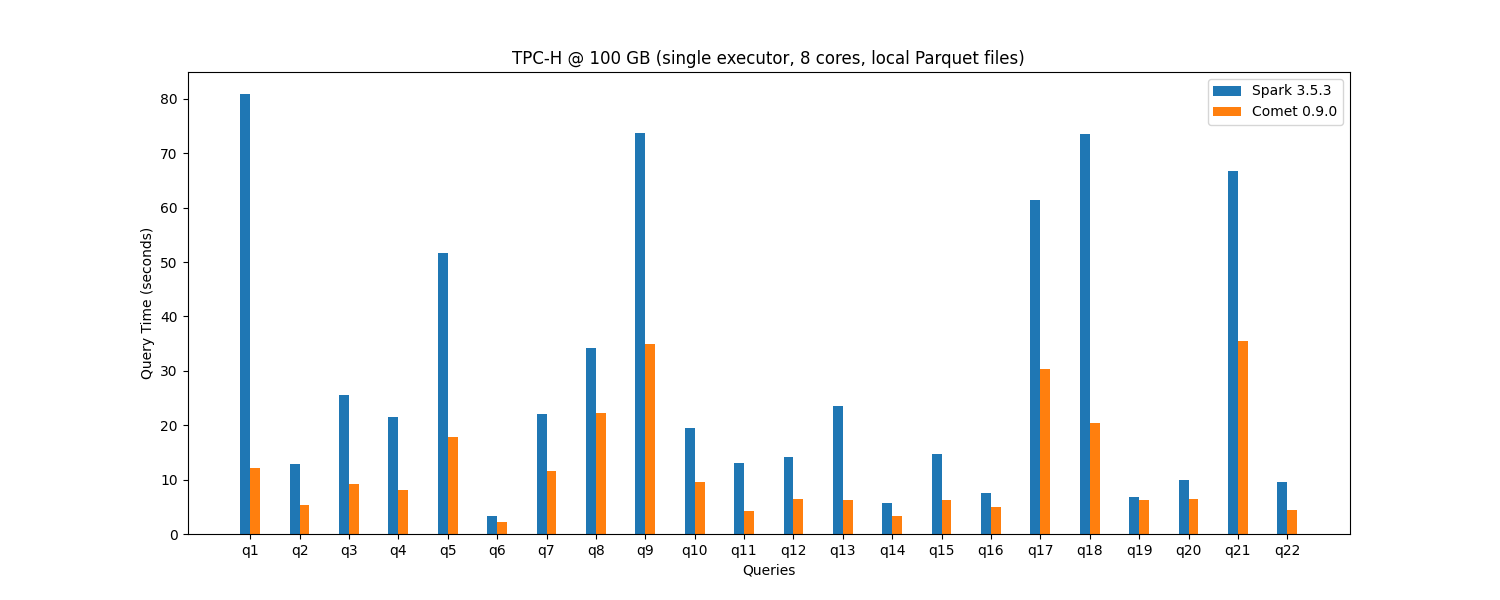 TPC-H @ 100 GB (single executor, 8 cores, local Parquet files)
Spark 3.5.3
Comet 0.9.0
Query Time (seconds)
80
70
60
50
40
30
20
10
0
q1 q2 q3 q4 q5 q6 q7 q8 q9 q10 q11 q12 q13 q14 q15 q16 q17 q18 q19 q20 q21 q22
Queries